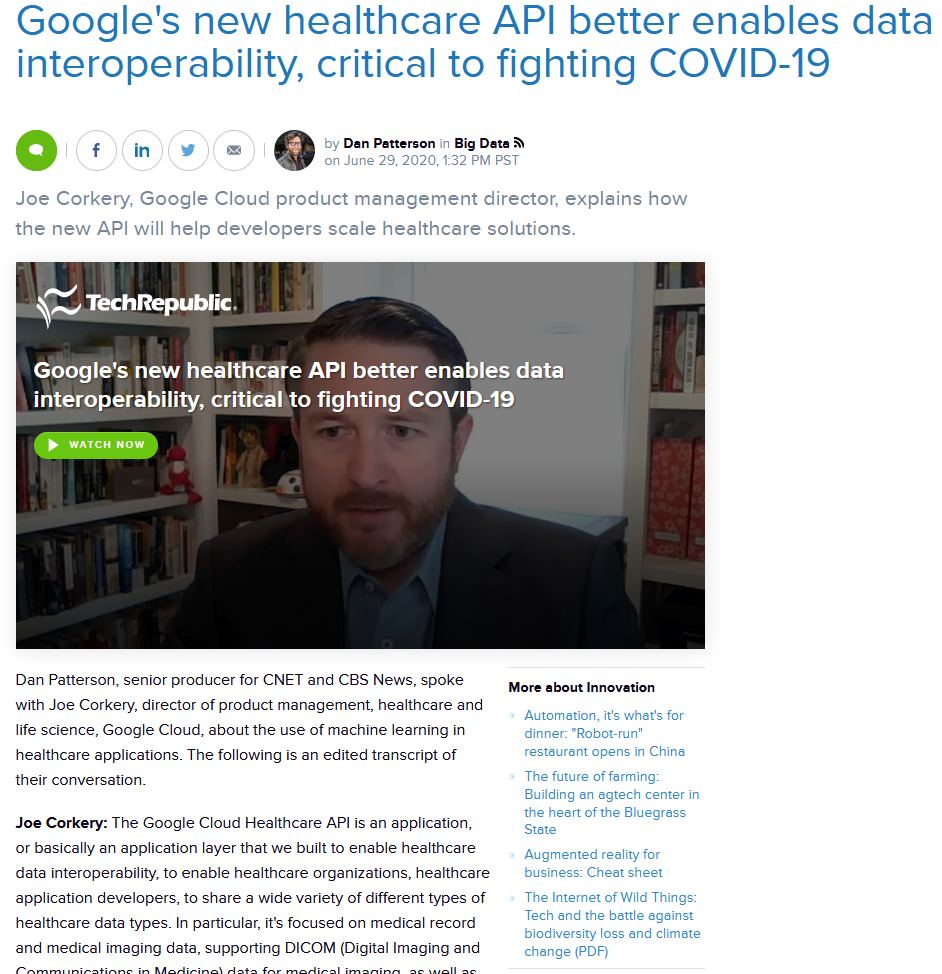 Google's new healthcare API better enables data
interoperability, critical to fighting COVID-19
by Dan Patterson in Big Data
on June 29, 2020, 1:32 PM PST
Joe Corkery, Google Cloud product management director, explains how
the new API will help developers scale healthcare solutions.
TechRepublic.
Google's new healthcare API better enables data
interoperability, critical to fighting COVID-19
WATCH NOW
Dan Patterson, senior producer for CNET and CBS News, spoke
with Joe Corkery, director of product management, healthcare and
life science, Google Cloud, about the use of machine learning in
healthcare applications. The following is an edited transcript of
their conversation.
Joe Corkery: The Google Cloud Healthcare API is an application,
or basically an application layer that we built to enable healthcare
data interoperability, to enable healthcare organizations, healthcare
application developers, to share a wide variety of different types of
healthcare data types. In particular, it's focused on medical record
and medical imaging data, supporting DICOM (Digital Imaging and
Communications in Medicine) data for medical imaging, as well as
More about Innovation
Automation, it's what's for
dinner: "Robot-run"
restaurant opens in China
The future of farming:
Building an agtech center in
the heart of the Bluegrass
State
Augmented reality for
business: Cheat sheet
The Internet of Wild Things:
Tech and the battle against
biodiversity loss and climate
change (PDF)